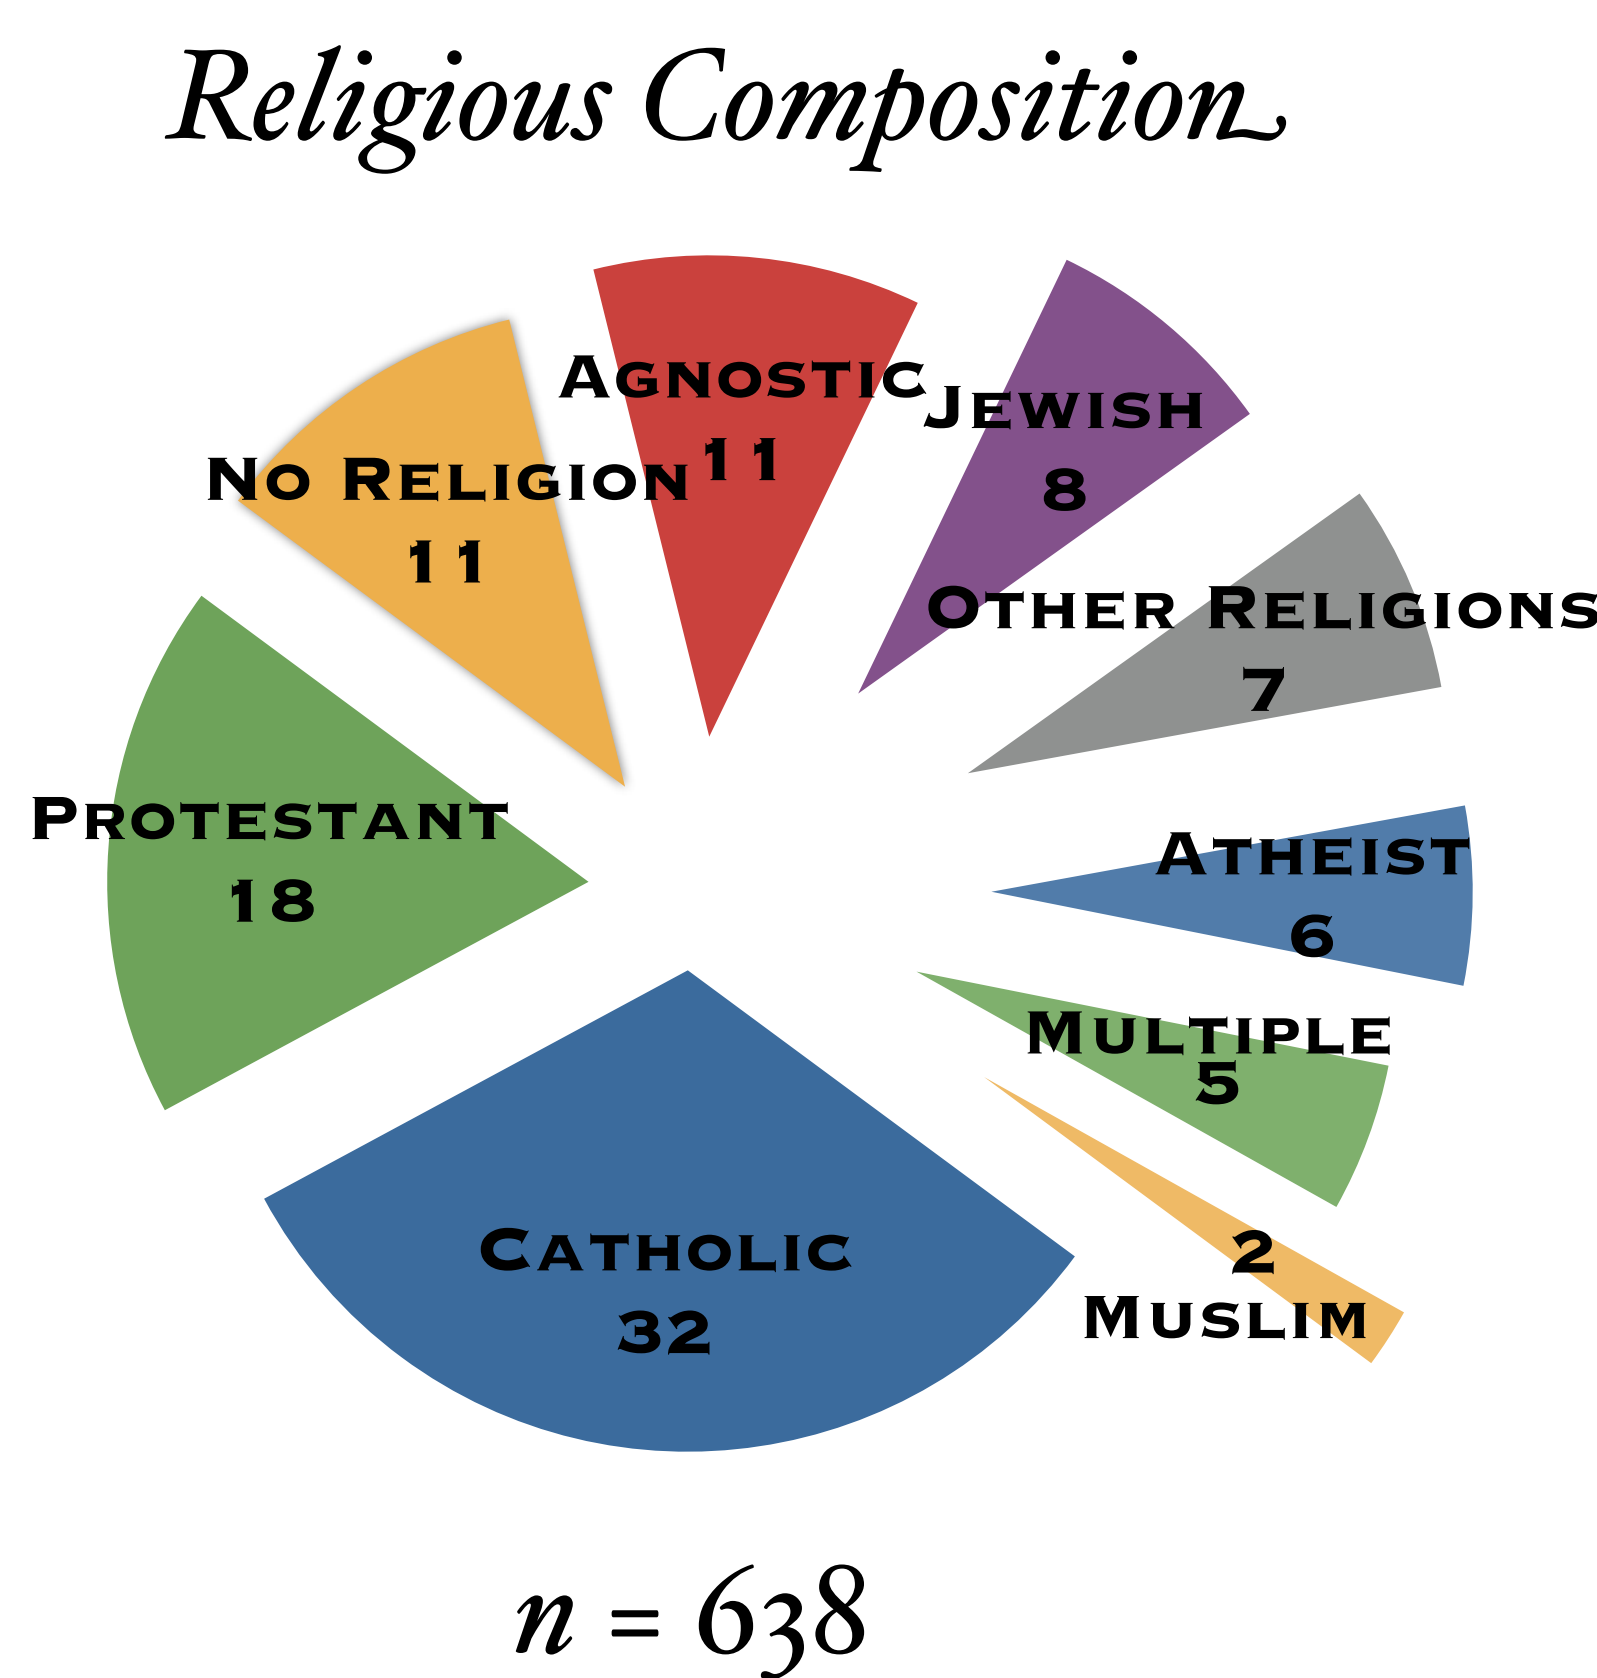 Religious Composition
Agnostic
11
Jewish
8
No Religion
11
Other Religions
7
Protestant
18
Atheist
6
Multiple
5
Catholic
32
2
Muslim
n = 638